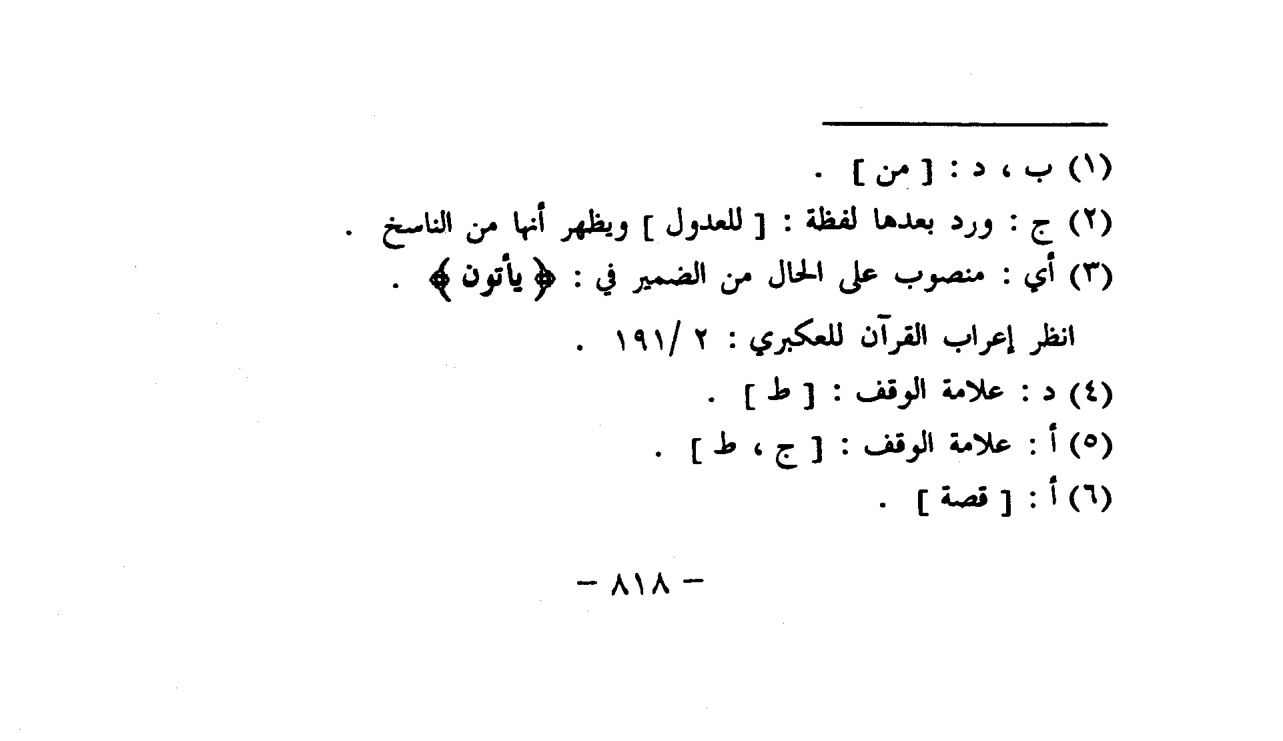 (١) ب ، د : [ من ] .
(٢) ج : ورد بعدها لفظة : [ للعدول ] ويظهر أنها من الناسخ .
(٣) أي : منصوب على الحال من الضمير في : ﴿ يأتون ﴾ .
انظر إعراب القرآن للعكبري : ٢ /١٩١ .
(٤) د : علامة الوقف : [ ط ] .
(٥) أ : علامة الوقف : [ ج ، ط ] .
(٦) أ : [ قصة ] .
– ٨١٨ –